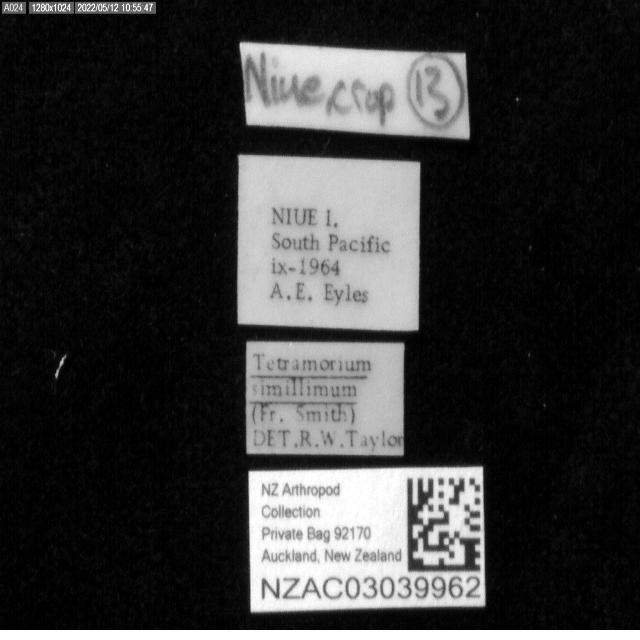 A024 1280x1024 2022/05/12 10:55:47
Niue, crop 13
NIUE I.
South Pacific
ix-1964
A.E. Eyles
Tetramorium
simillimum
(Fr. Smith)
DET.R.W.Taylor
NZ Arthropod
Collection
Private Bag 92170
Auckland, New Zealand
NZAC03039962